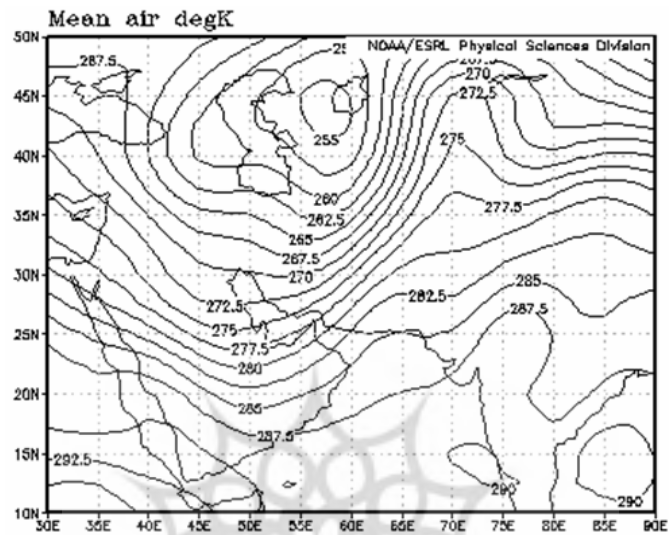 Mean air degK
NOAA/ESRL Physical Sciences Division
50N
287.5
270
45N
272.5
255
275
40N
260
262.5
277.5
35N
265
267.5
30N
270
285
272.5
282.5
287.5
25N
275
277.5
280
20N
285
287.5
15N
292.5
290
290
10N
30E 35E 40E 45E 50E 55E 60E 65E 70E 75E 80E 85E 90E